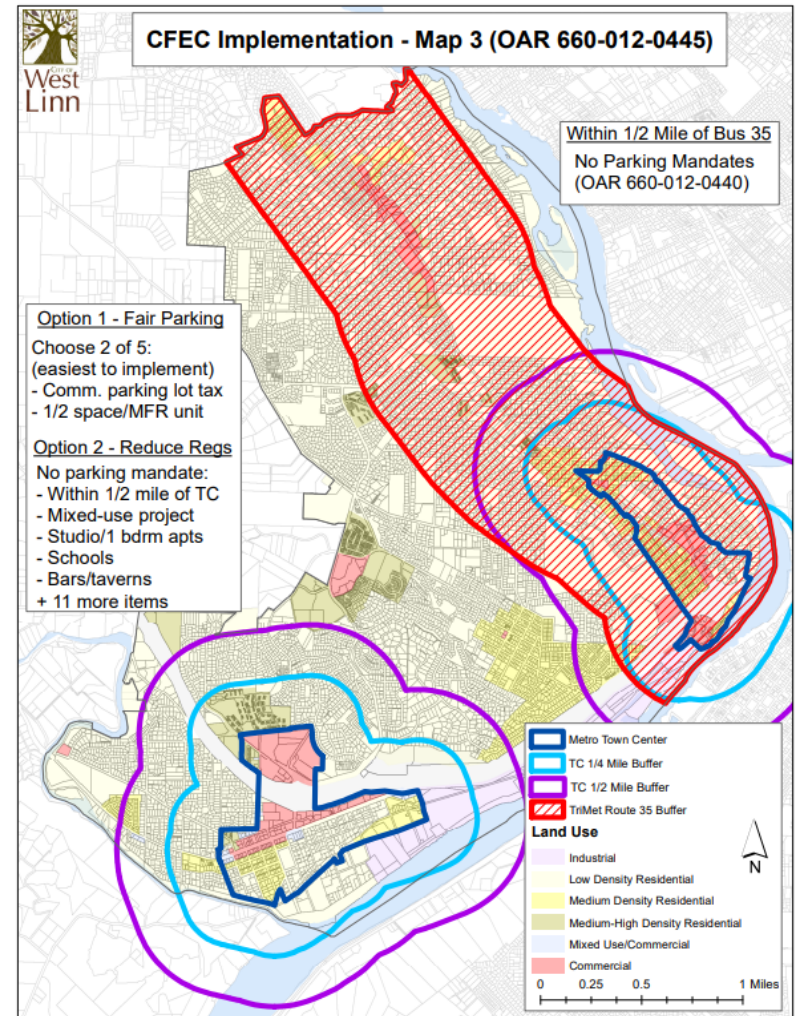 CITY OF
West
Linn
CFEC Implementation - Map 3 (OAR 660-012-0445)
Within 1/2 Mile of Bus 35
No Parking Mandates
(OAR 660-012-0440)
Option 1 - Fair Parking
Choose 2 of 5:
(easiest to implement)
- Comm. parking lot tax
- 1/2 space/MFR unit
Option 2 - Reduce Regs
No parking mandate:
- Within 1/2 mile of TC
- Mixed-use project
- Studio/1 bdrm apts
- Schools
- Bars/taverns
+ 11 more items
Metro Town Center
TC 1/4 Mile Buffer
TC 1/2 Mile Buffer
TriMet Route 35 Buffer
Land Use
Industrial
Low Density Residential
Medium Density Residential
Medium-High Density Residential
Mixed Use/Commercial
Commercial
N
0 0.25 0.5 1 Miles